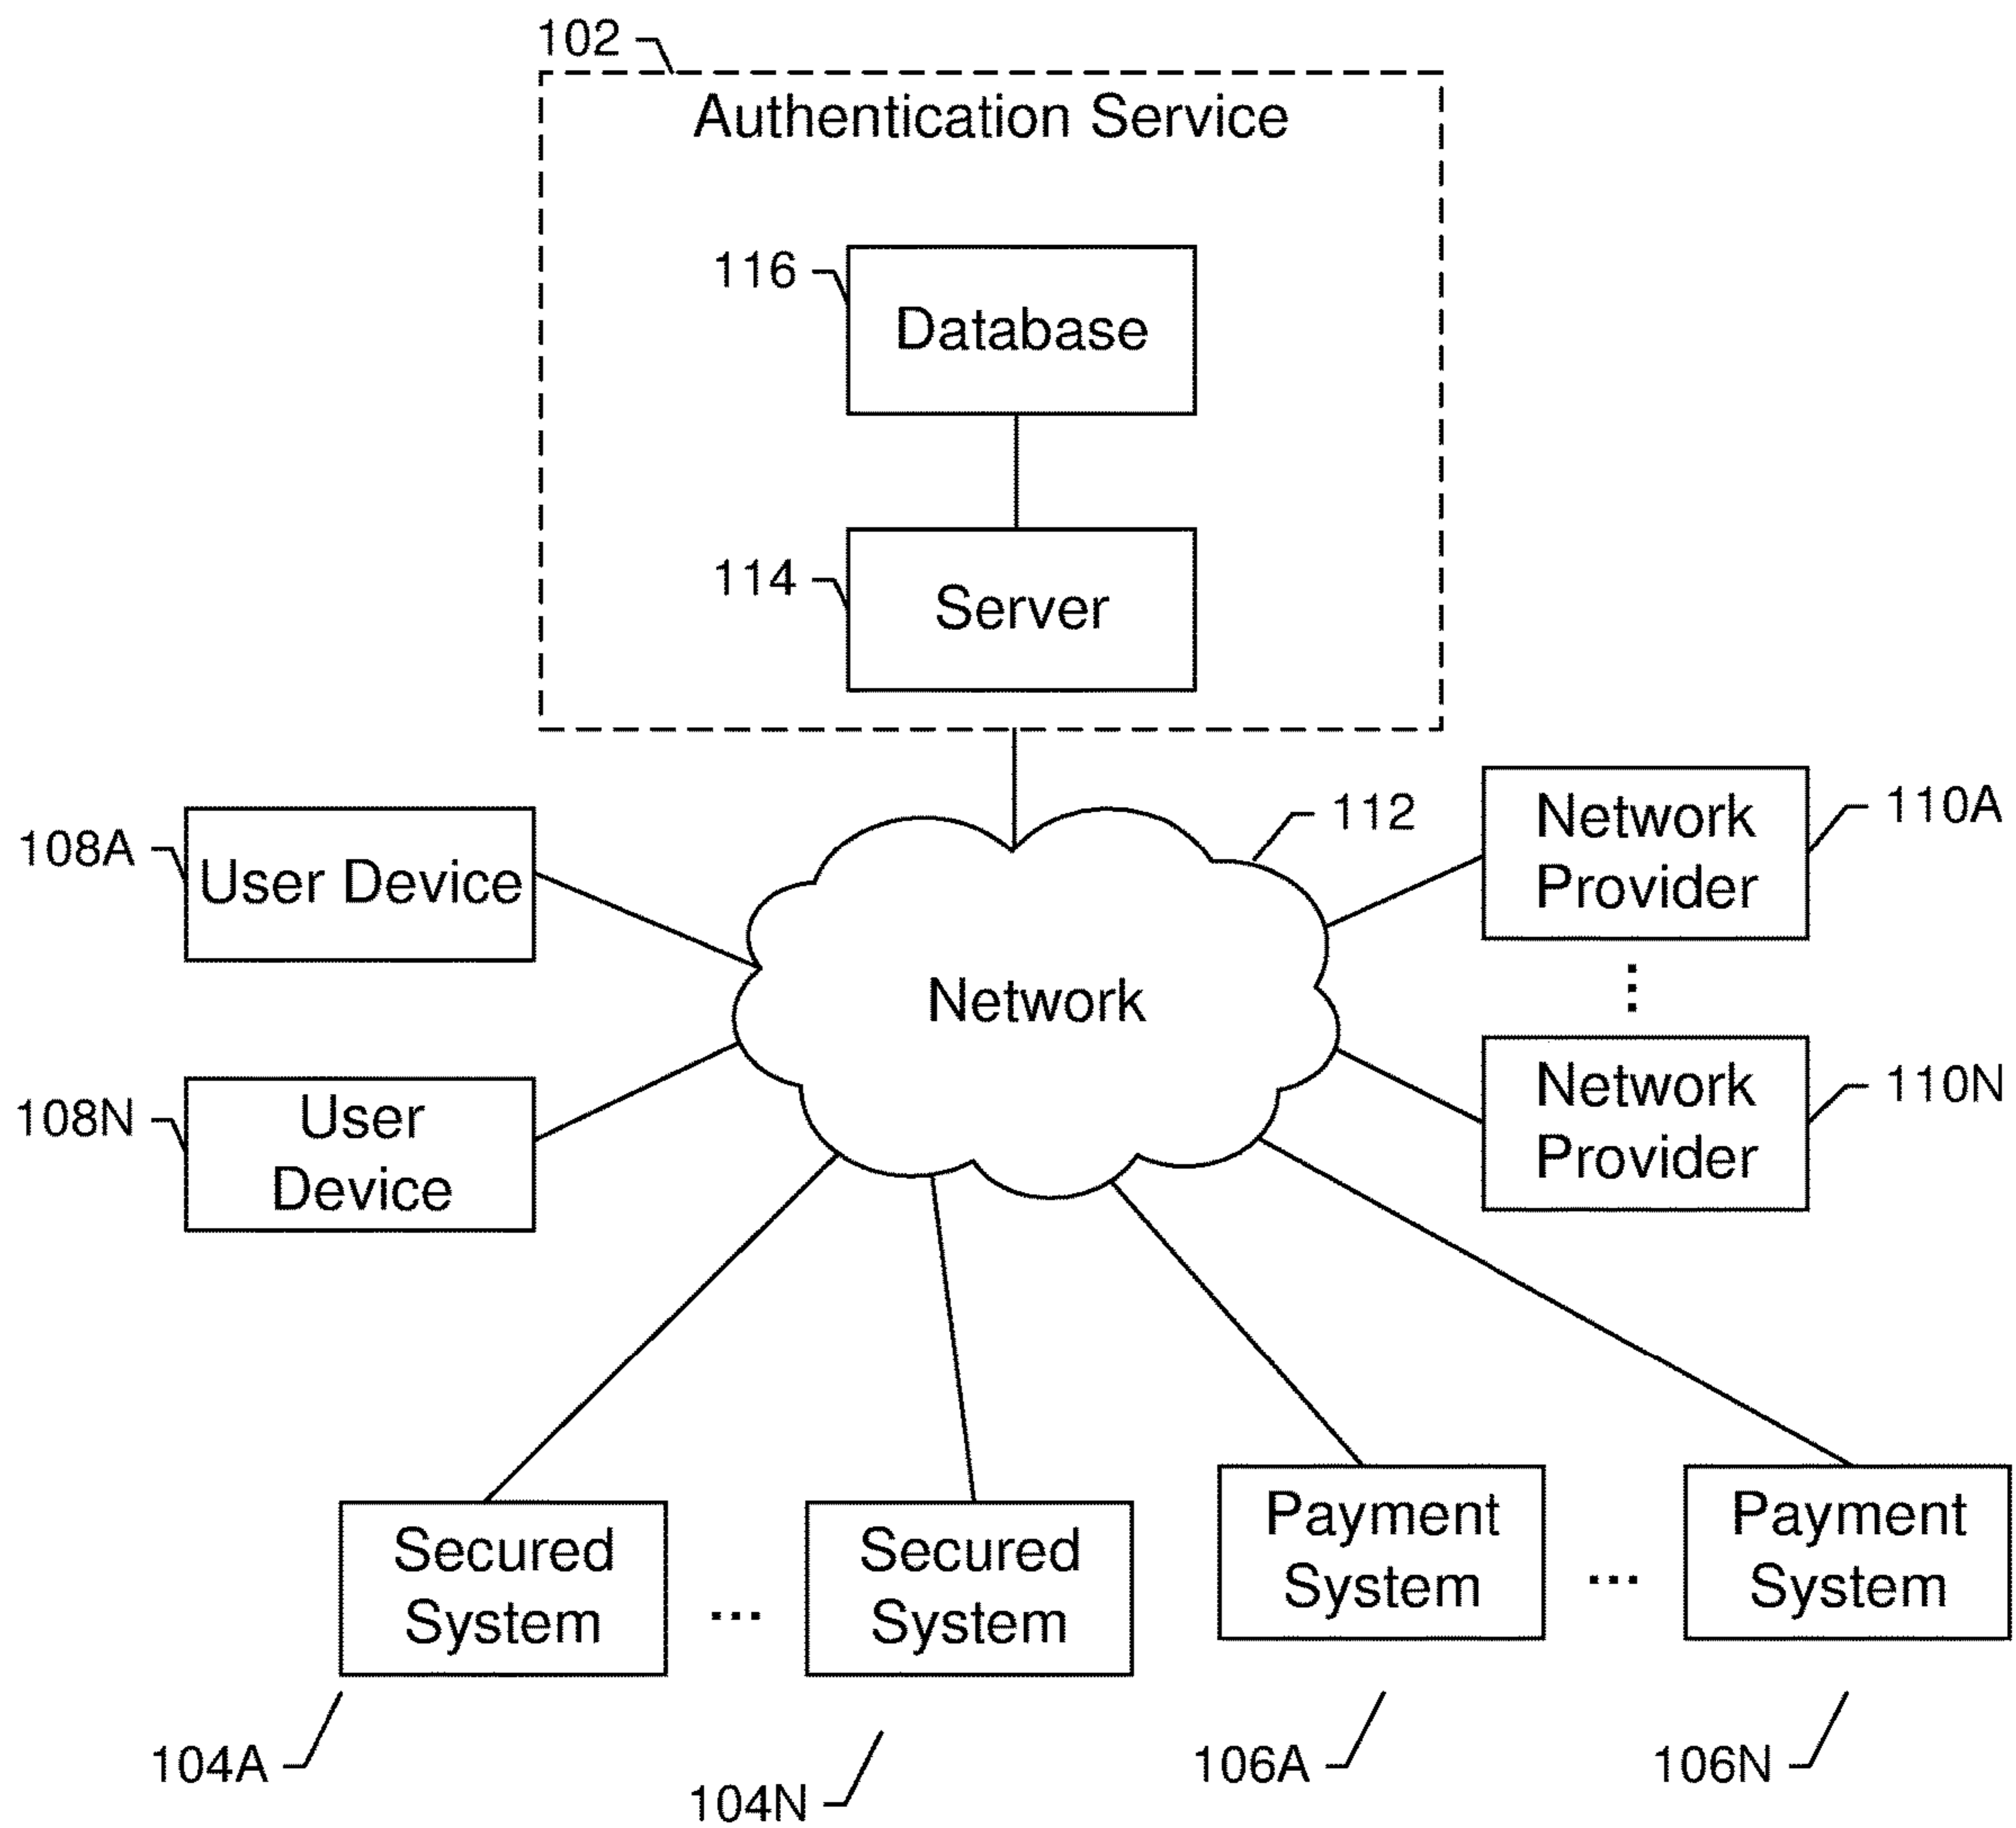 102
Authentication Service
116
Database
114
Server
108A
User Device
112
Network
Provider
110A
⋮
Network
108N
User
Device
Network
Provider
110N
Secured
System
...
Secured
System
Payment
System
...
Payment
System
104A
104N
106A
106N